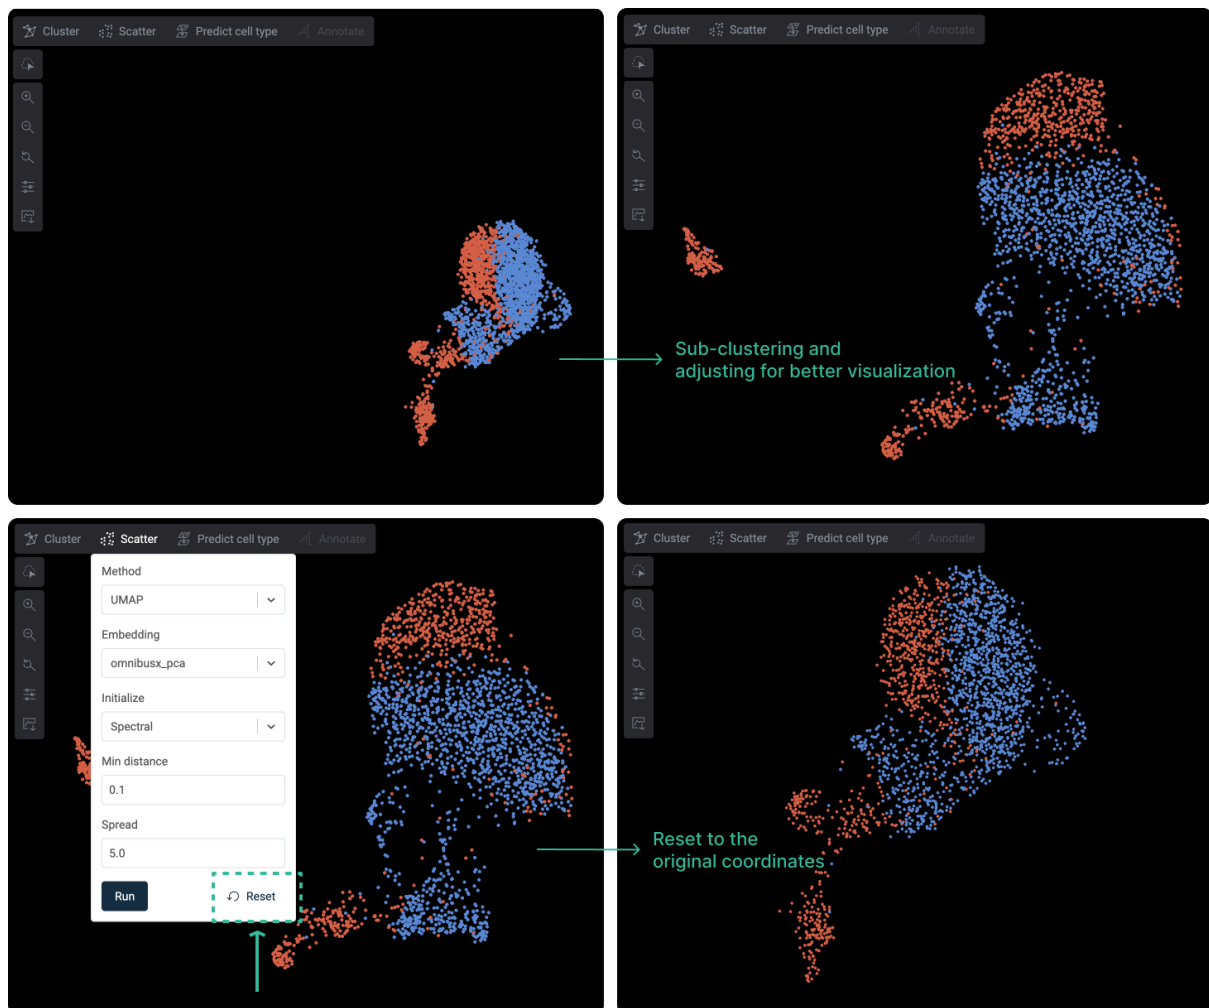 Cluster Scatter Predict cell type Annotate
Cluster Scatter Predict cell type Annotate
Sub-clustering and
adjusting for better visualization
Cluster Scatter Predict cell type Annotate
Method
UMAP
Embedding
omnibusx_pca
Initialize
Spectral
Min distance
0.1
Spread
5.0
Run Reset
Cluster Scatter Predict cell type Annotate
Reset to the
original coordinates